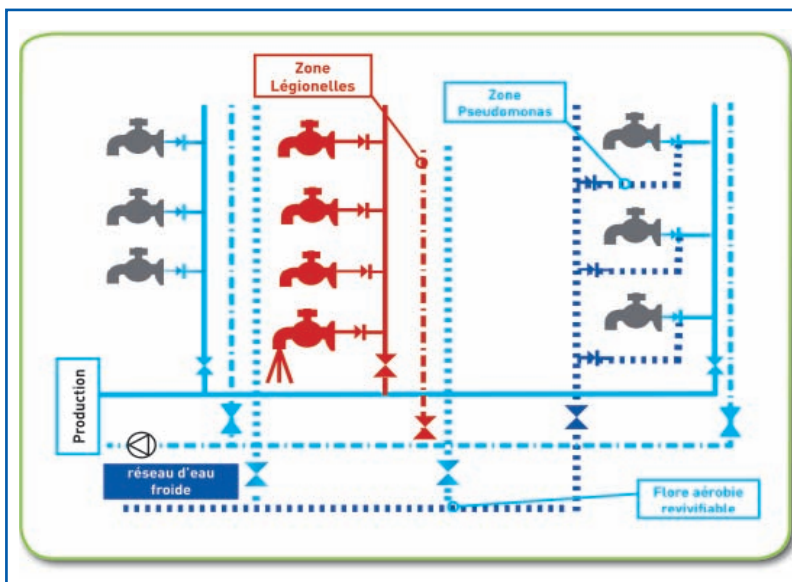 Zone
Légionelles
Zone
Pseudomonas
Production
réseau d'eau
froide
Flore aérobie
revivifiable